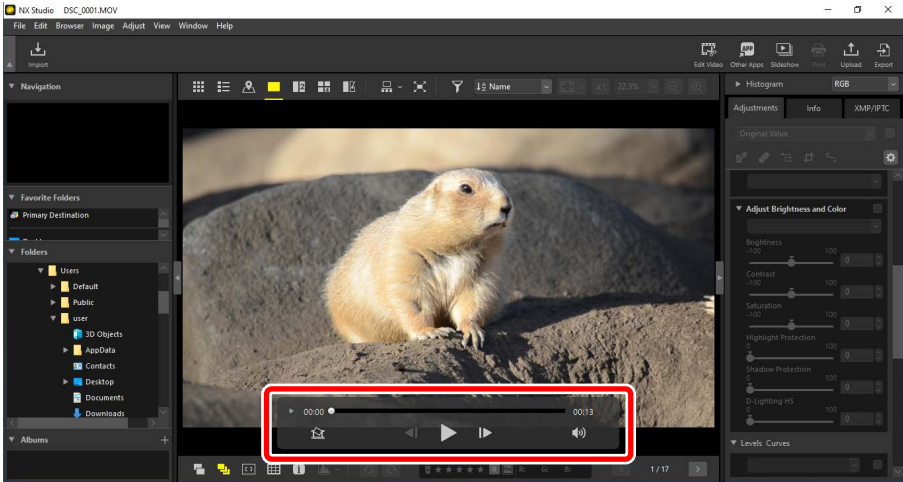 NX Studio DSC_0001.MOV
File Edit Browser Image Adjust View Window Help
Import
Edit Video Other Apps Slideshow Print Upload Export
Navigation
Name
22.3%
Histogram RGB
Adjustments Info XMP/IPTC
Original Value
Favorite Folders
Primary Destination
Folders
Users
Default
Public
user
3D Objects
AppData
Contacts
Desktop
Documents
Downloads
Albums
00:00 00:13
1/17
R: G: B:
Adjust Brightness and Color
Brightness
-100 100
0
Contrast
-100 100
0
Saturation
-100 100
0
Highlight Protection
0 100
0
Shadow Protection
0 100
0
D-Lighting HS
0 100
0
Levels Curves